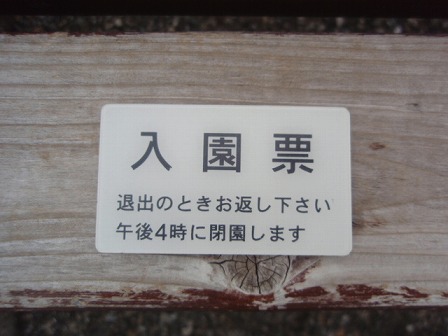 入園票
退出のときお返し下さい
午後4時に閉園します